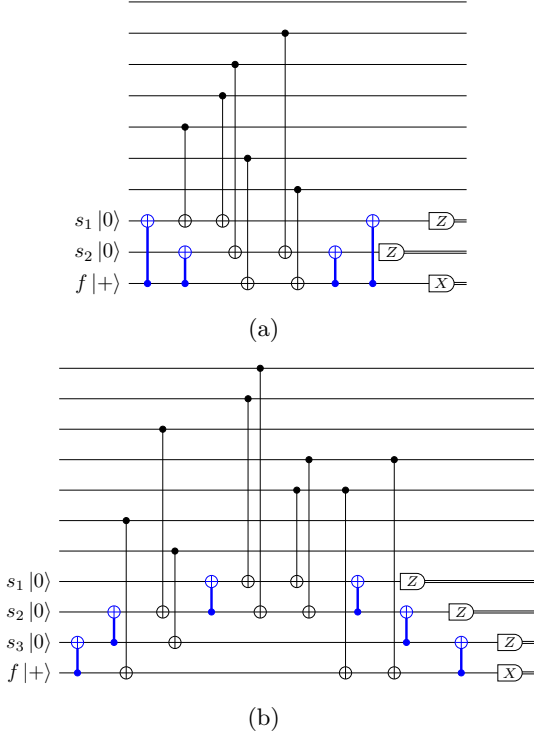 s₁ |0⟩ Z
s₂ |0⟩ Z
f |+⟩ X
(a)
s₁ |0⟩ Z
s₂ |0⟩ Z
s₃ |0⟩ Z
f |+⟩ X
(b)